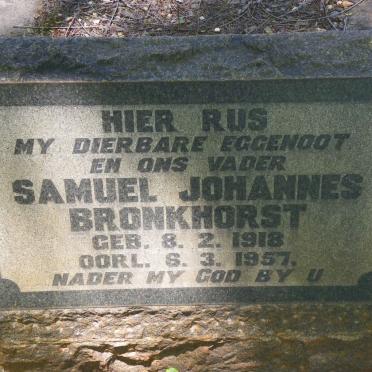 HIER RUS
MY DIERBARE EGGENOOT
EN ONS VADER
SAMUEL JOHANNES
BRONKHORST
GEB. 8. 2. 1918
OORL. 6. 3. 1957.
NADER MY GOD BY U